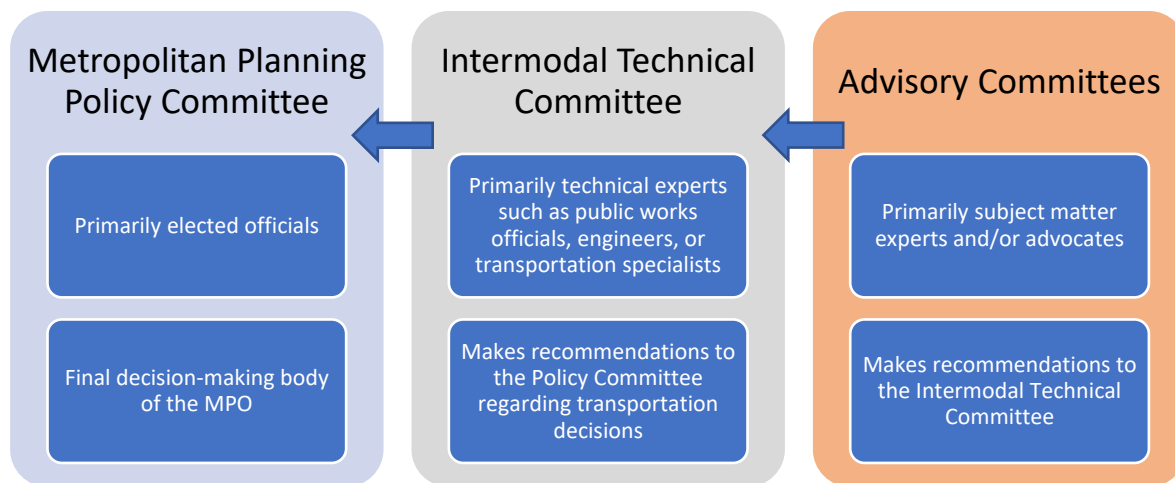 Metropolitan Planning
Policy Committee
Primarily elected officials
Final decision-making body
of the MPO
Intermodal Technical
Committee
Primarily technical experts
such as public works
officials, engineers, or
transportation specialists
Makes recommendations to
the Policy Committee
regarding transportation
decisions
Advisory Committees
Primarily subject matter
experts and/or advocates
Makes recommendations to
the Intermodal Technical
Committee